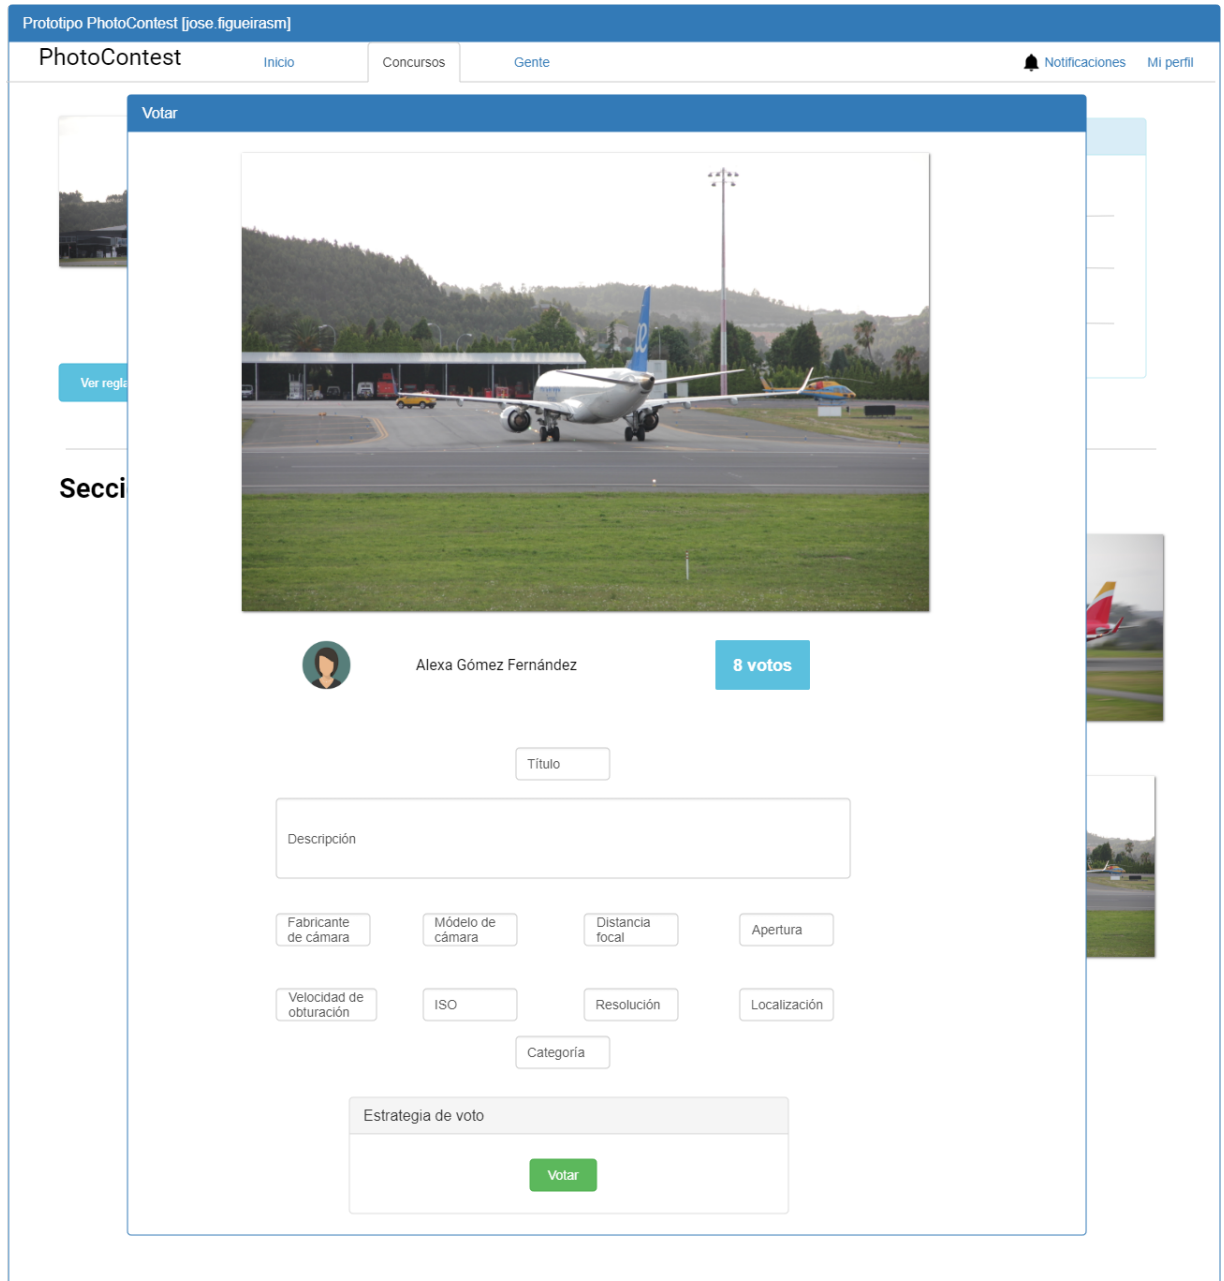 Prototipo PhotoContest [jose.figueirasm]
PhotoContest
Inicio
Concursos
Gente
Notificaciones
Mi perfil
Votar
Ver regla
Secci
Alexa Gómez Fernández
8 votos
Título
Descripción
Fabricante
de cámara
Módelo de
cámara
Distancia
focal
Apertura
Velocidad de
obturación
ISO
Resolución
Localización
Categoría
Estrategia de voto
Votar